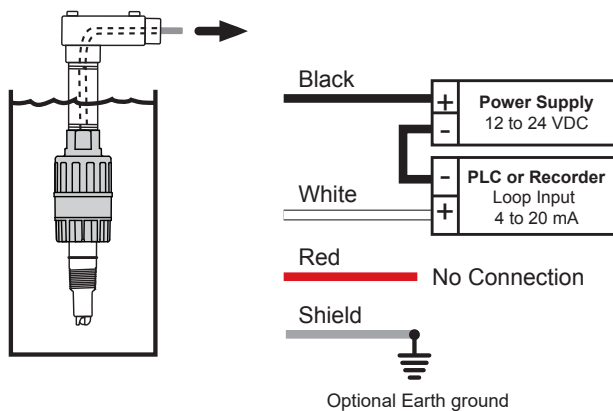 Black
+
Power Supply
-
12 to 24 VDC
-
PLC or Recorder
White
Loop Input
+
4 to 20 mA
Red
No Connection
Shield
Optional Earth ground